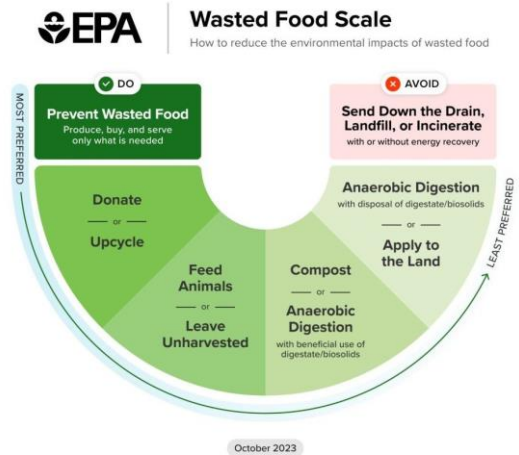 EPA
Wasted Food Scale
How to reduce the environmental impacts of wasted food
DO
Prevent Wasted Food
Produce, buy, and serve
only what is needed
AVOID
Send Down the Drain,
Landfill, or Incinerate
with or without energy recovery
MOST PREFERRED
Donate
or
Upcycle
Feed
Animals
or
Leave
Unharvested
Compost
or
Anaerobic
Digestion
with beneficial use of
digestate/biosolids
Anaerobic Digestion
with disposal of digestate/biosolids
or
Apply to
the Land
LEAST PREFERRED
October 2023